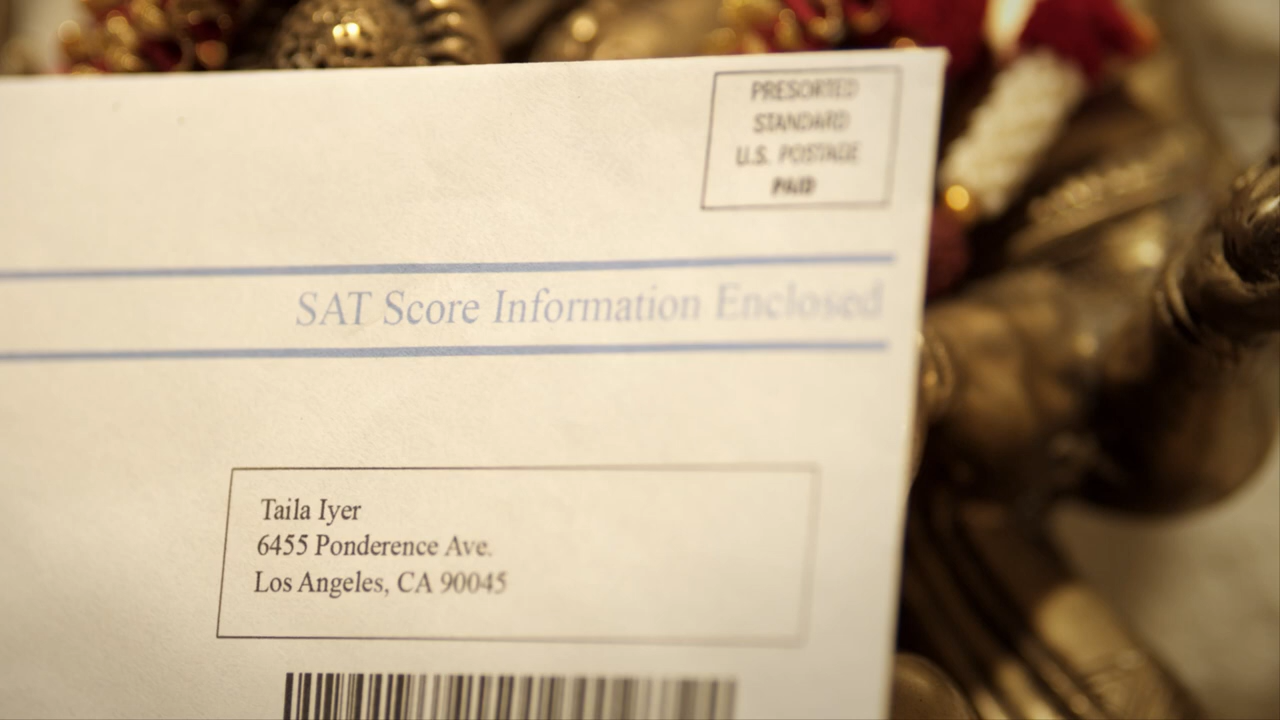 PRESORTED
STANDARD
U.S. POSTAGE
PAID
SAT Score Information Enclosed
Taila Iyer
6455 Ponderence Ave.
Los Angeles, CA 90045